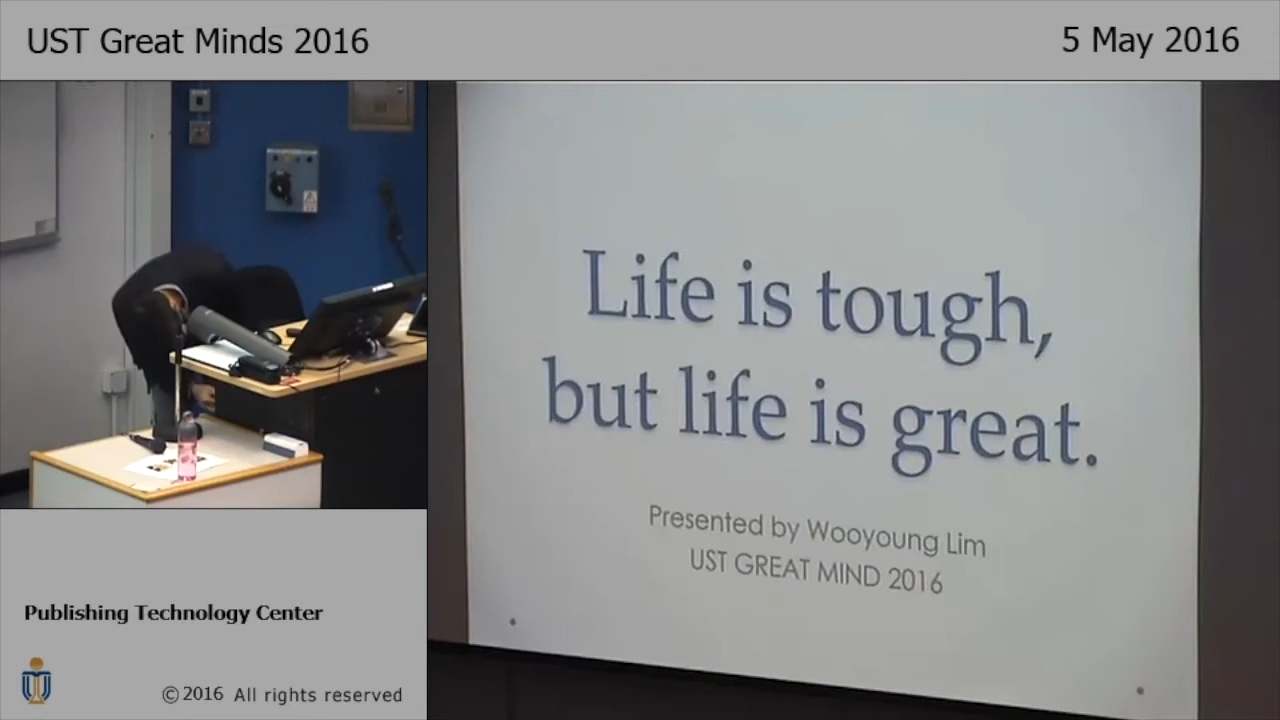 UST Great Minds 2016
5 May 2016
Life is tough,
but life is great.
Presented by Wooyoung Lim
UST GREAT MIND 2016
Publishing Technology Center
©2016 All rights reserved